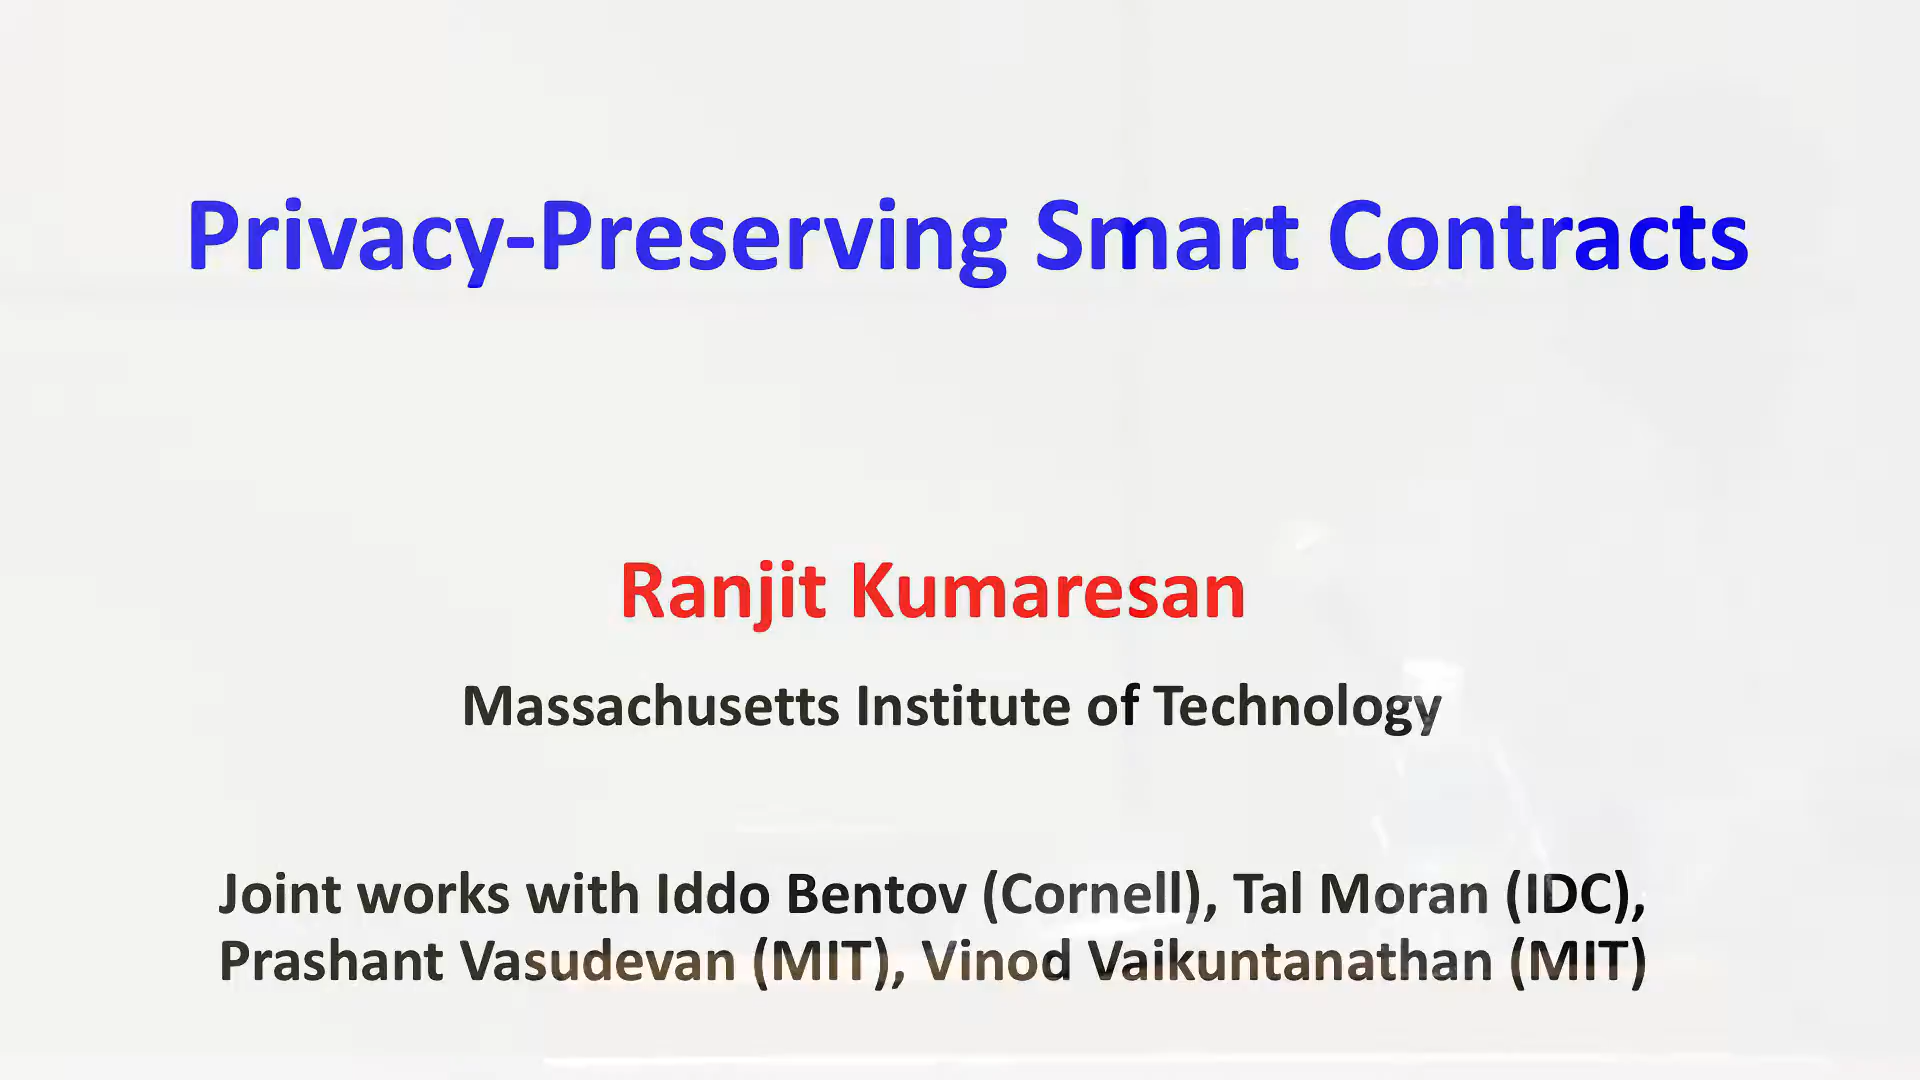 Privacy-Preserving Smart Contracts
Ranjit Kumaresan
Massachusetts Institute of Technology
Joint works with Iddo Bentov (Cornell), Tal Moran (IDC),
Prashant Vasudevan (MIT), Vinod Vaikuntanathan (MIT)